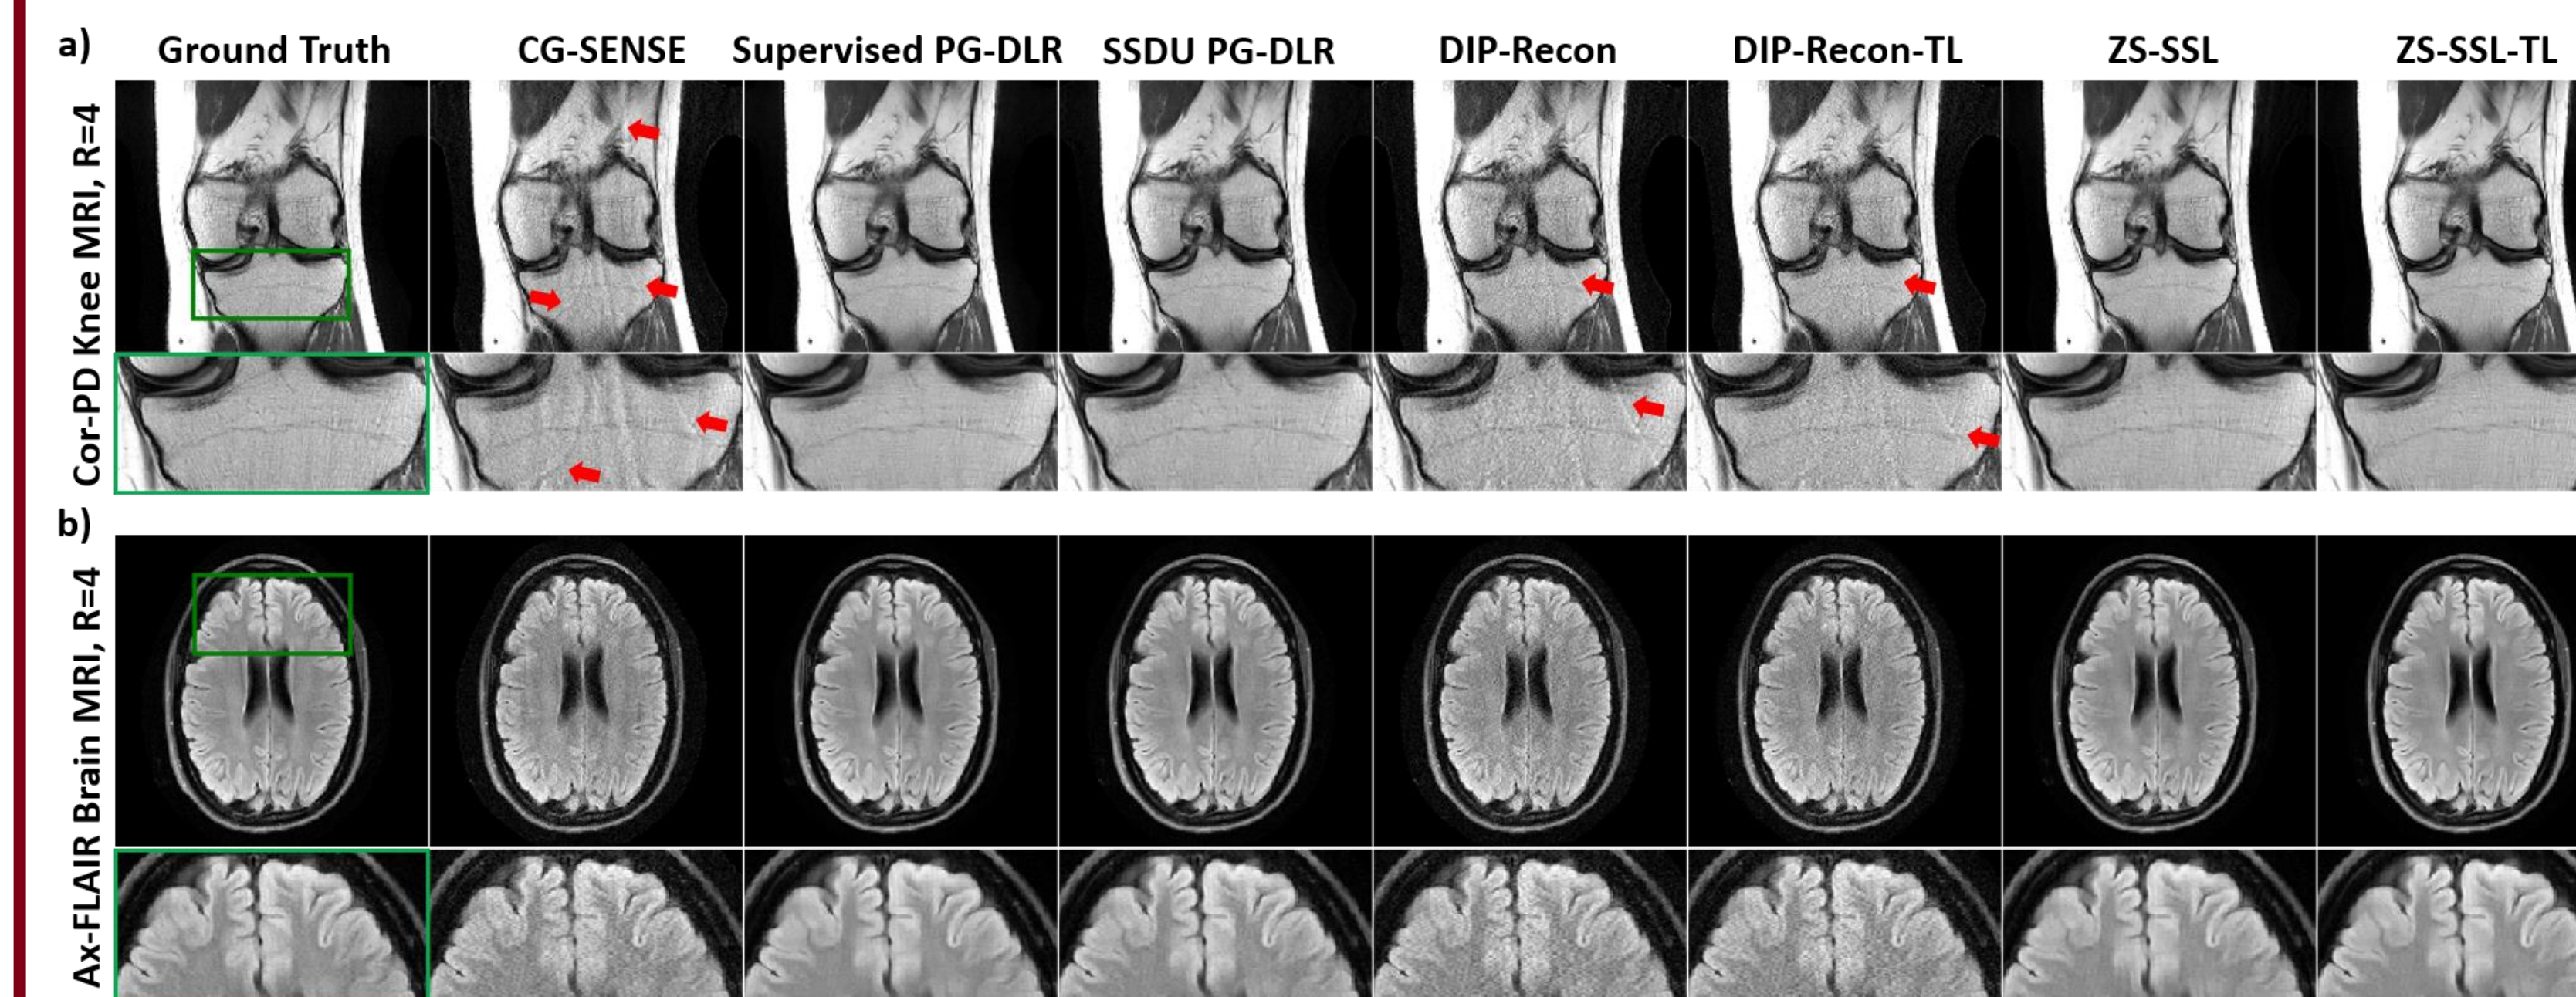 a)
Ground Truth CG-SENSE Supervised PG-DLR SSDU PG-DLR DIP-Recon DIP-Recon-TL ZS-SSL ZS-SSL-TL
Cor-PD Knee MRI, R=4
b)
Ax-FLAIR Brain MRI, R=4